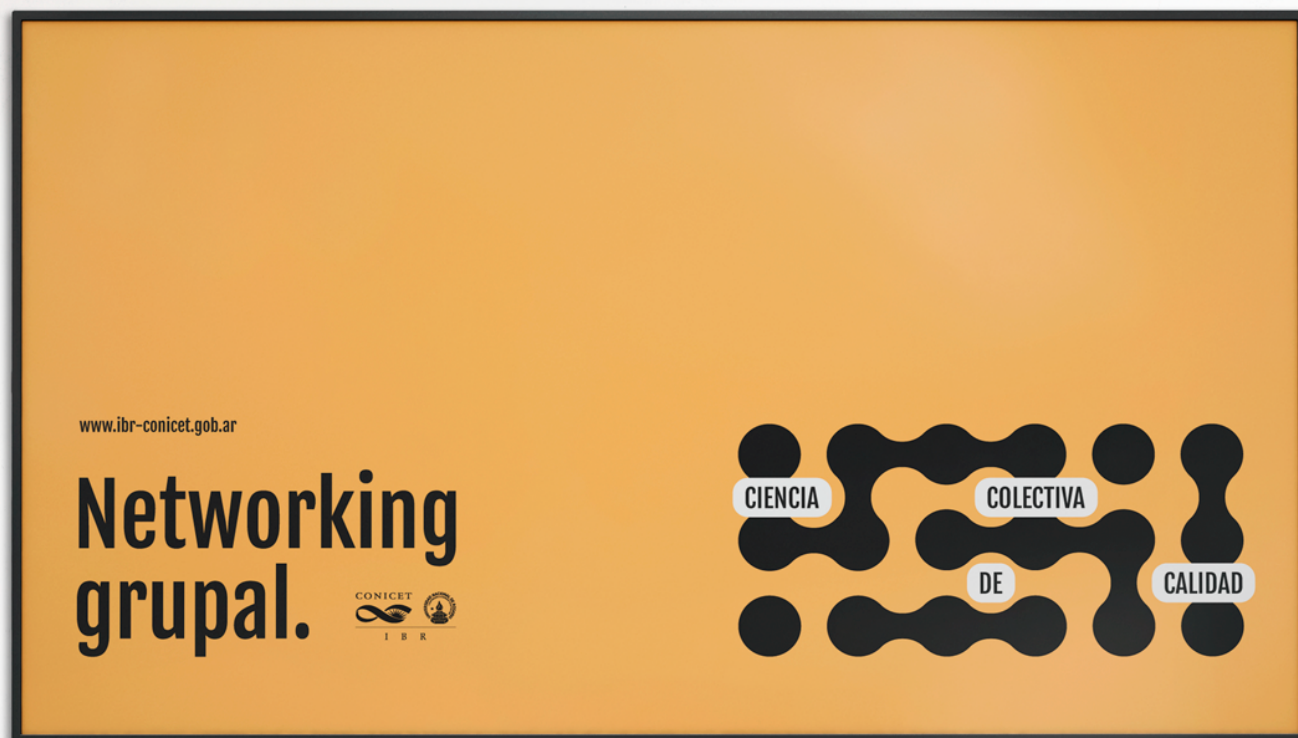 www.ibr-conicet.gob.ar
Networking
grupal.
CONICET
I B R
CIENCIA
COLECTIVA
DE
CALIDAD